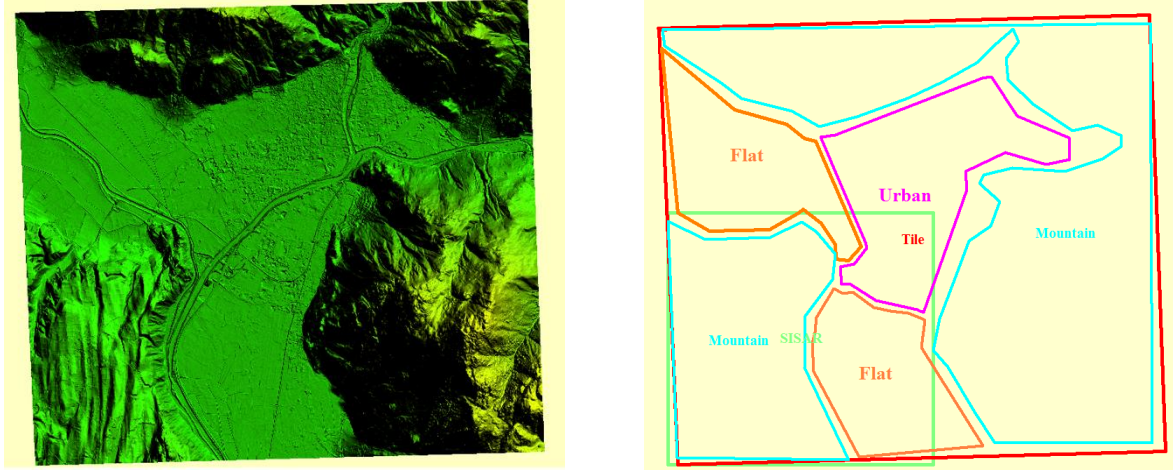 Flat
Urban
Tile
Mountain
Mountain
SISAR
Flat